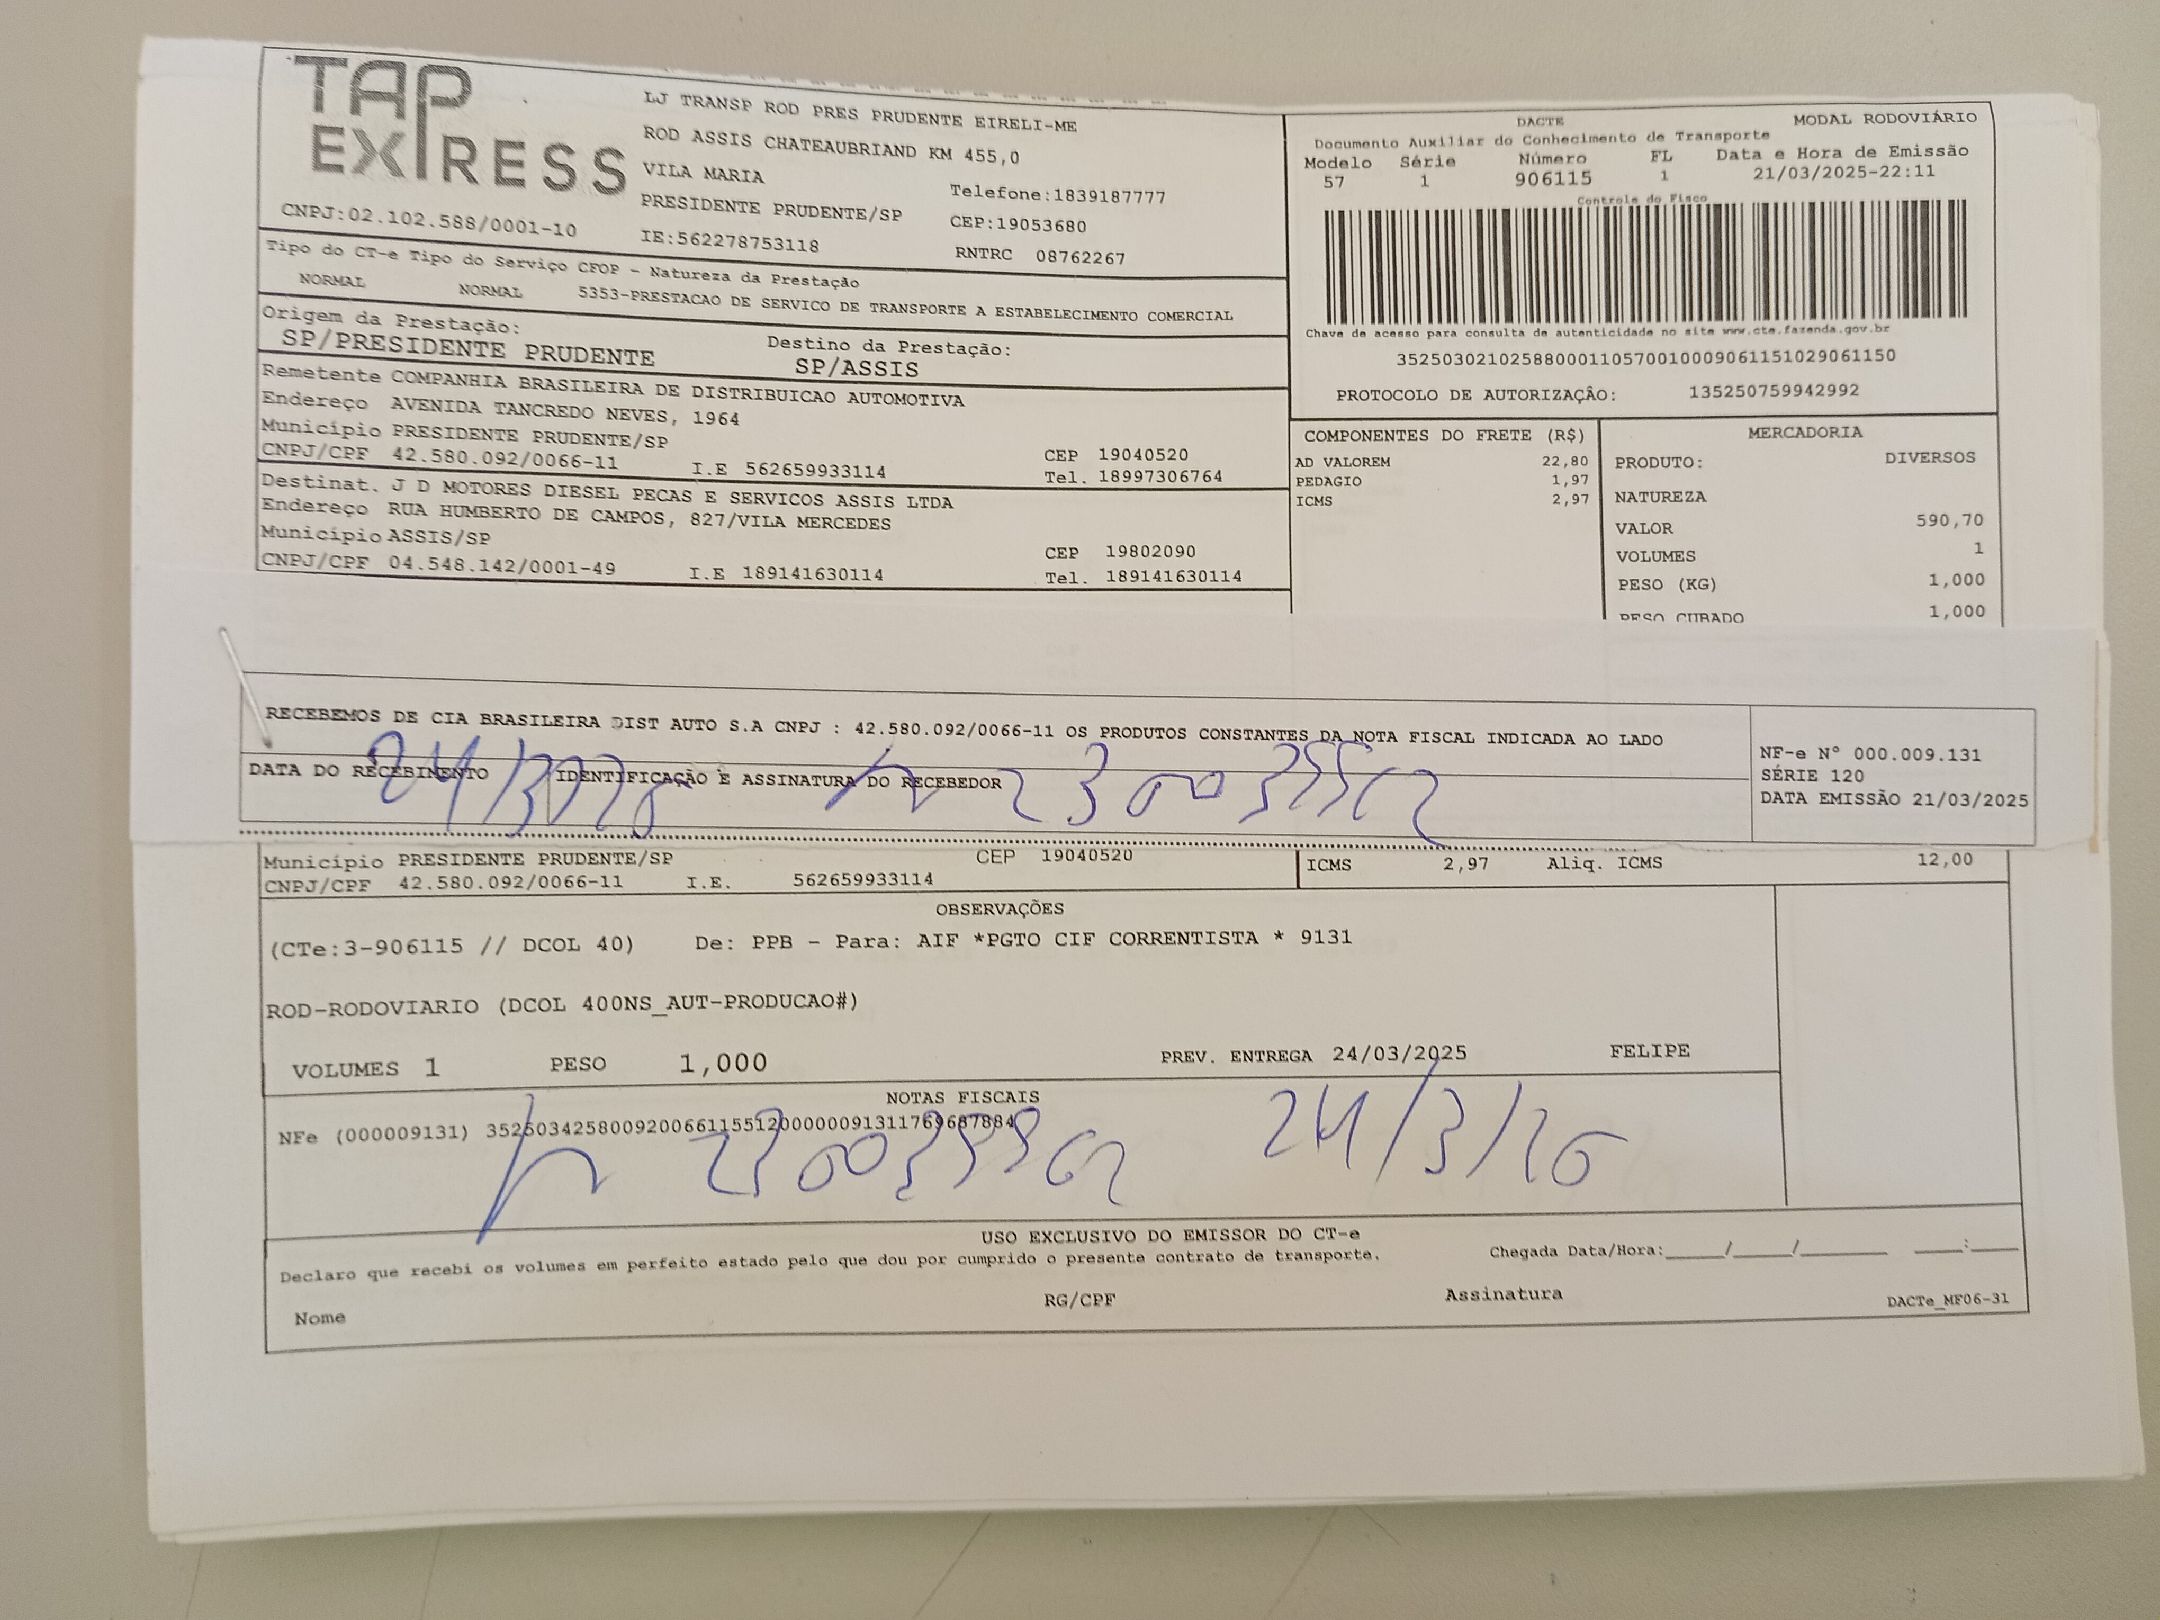 TAP
EXPRESS
LJ TRANSP ROD PRES PRUDENTE EIRELI-ME
ROD ASSIS CHATEAUBRIAND KM 455,0
VILA MARIA
Telefone:1839187777
PRESIDENTE PRUDENTE/SP
CEP:19053680
CNPJ:02.102.588/0001-10
IE:562278753118
RNTRC 08762267
DACTE
MODAL RODOVIÁRIO
Documento Auxiliar do Conhecimento de Transporte
Modelo Série Número FL Data e Hora de Emissão
57 1 906115 1 21/03/2025-22:11
Controle do Fisco
Chave de acesso para consulta de autenticidade no site www.cte.fazenda.gov.br
35250302102588000110570010009061151029061150
PROTOCOLO DE AUTORIZAÇÂO: 135250759942992
Tipo do CT-e Tipo do Serviço CFOP - Natureza da Prestação
NORMAL NORMAL 5353-PRESTACAO DE SERVICO DE TRANSPORTE A ESTABELECIMENTO COMERCIAL
Origem da Prestação: Destino da Prestação:
SP/PRESIDENTE PRUDENTE SP/ASSIS
Remetente COMPANHIA BRASILEIRA DE DISTRIBUICAO AUTOMOTIVA
Endereço AVENIDA TANCREDO NEVES, 1964
Município PRESIDENTE PRUDENTE/SP CEP 19040520
CNPJ/CPF 42.580.092/0066-11 I.E 562659933114 Tel. 18997306764
Destinat. J D MOTORES DIESEL PECAS E SERVICOS ASSIS LTDA
Endereço RUA HUMBERTO DE CAMPOS, 827/VILA MERCEDES
Município ASSIS/SP CEP 19802090
CNPJ/CPF 04.548.142/0001-49 I.E 189141630114 Tel. 189141630114
COMPONENTES DO FRETE (R$)
AD VALOREM 22,80
PEDAGIO 1,97
ICMS 2,97
MERCADORIA
PRODUTO: DIVERSOS
NATUREZA
VALOR 590,70
VOLUMES 1
PESO (KG) 1,000
PESO CUBADO 1,000
RECEBEMOS DE CIA BRASILEIRA DIST AUTO S.A CNPJ : 42.580.092/0066-11 OS PRODUTOS CONSTANTES DA NOTA FISCAL INDICADA AO LADO
DATA DO RECEBIMENTO IDENTIFICAÇÃO E ASSINATURA DO RECEBEDOR
NF-e N° 000.009.131
SÉRIE 120
DATA EMISSÃO 21/03/2025
Município PRESIDENTE PRUDENTE/SP CEP 19040520
CNPJ/CPF 42.580.092/0066-11 I.E. 562659933114
ICMS 2,97 Aliq. ICMS 12,00
OBSERVAÇÕES
(CTe:3-906115 // DCOL 40) De: PPB - Para: AIF *PGTO CIF CORRENTISTA * 9131
ROD-RODOVIARIO (DCOL 400NS_AUT-PRODUCAO#)
VOLUMES 1 PESO 1,000 PREV. ENTREGA 24/03/2025 FELIPE
NOTAS FISCAIS
NFe (000009131)
USO EXCLUSIVO DO EMISSOR DO CT-e
Declaro que recebi os volumes em perfeito estado pelo que dou por cumprido o presente contrato de transporte.
Chegada Data/Hora:_____/_____/_______ ____:____
Nome RG/CPF Assinatura
DACTe_MF06-31